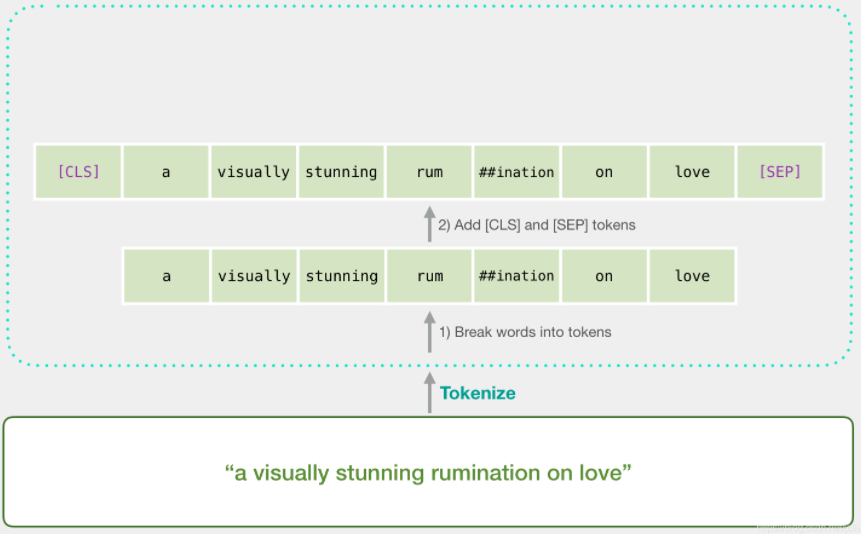 [CLS] a visually stunning rum ##ination on love [SEP]
2) Add [CLS] and [SEP] tokens
a visually stunning rum ##ination on love
1) Break words into tokens
Tokenize
“a visually stunning rumination on love”